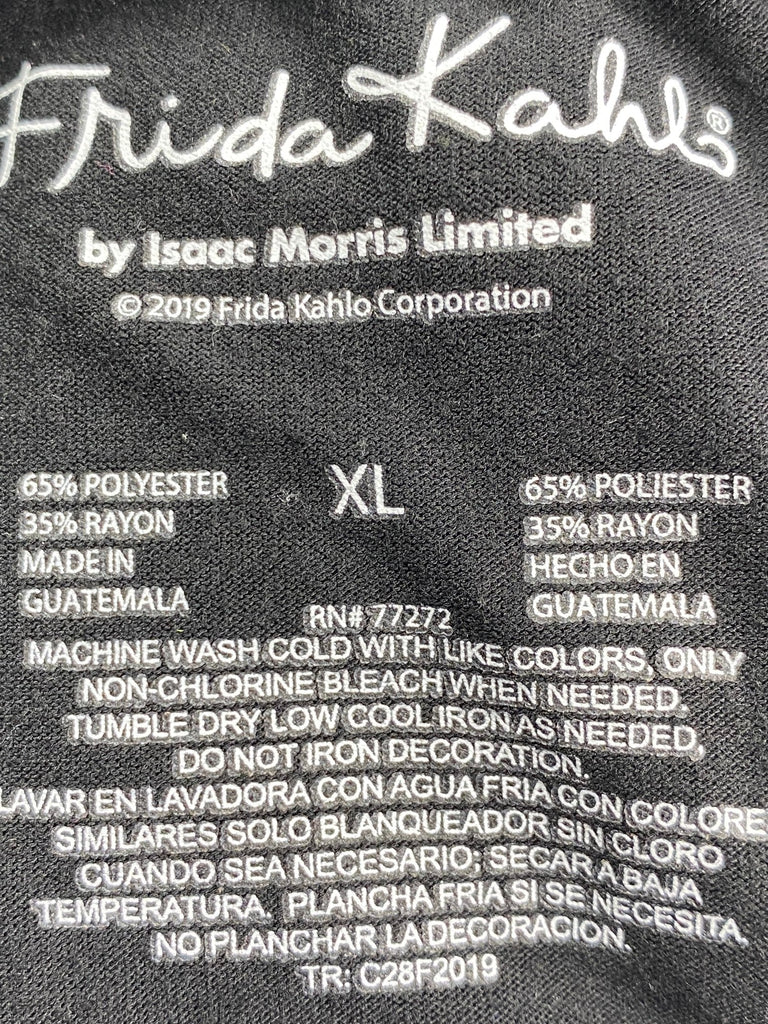 Frida Kahlo®
by Isaac Morris Limited
© 2019 Frida Kahlo Corporation
XL
65% POLYESTER
35% RAYON
MADE IN
GUATEMALA
65% POLIESTER
35% RAYON
HECHO EN
GUATEMALA
RN# 77272
MACHINE WASH COLD WITH LIKE COLORS, ONLY
NON-CHLORINE BLEACH WHEN NEEDED.
TUMBLE DRY LOW COOL IRON AS NEEDED,
DO NOT IRON DECORATION.
LAVAR EN LAVADORA CON AGUA FRIA CON COLORE
SIMILARES SOLO BLANQUEADOR SIN CLORO
CUANDO SEA NECESARIO; SECAR A BAJA
TEMPERATURA. PLANCHA FRIA SI SE NECESITA.
NO PLANCHAR LA DECORACION.
TR: C28F2019